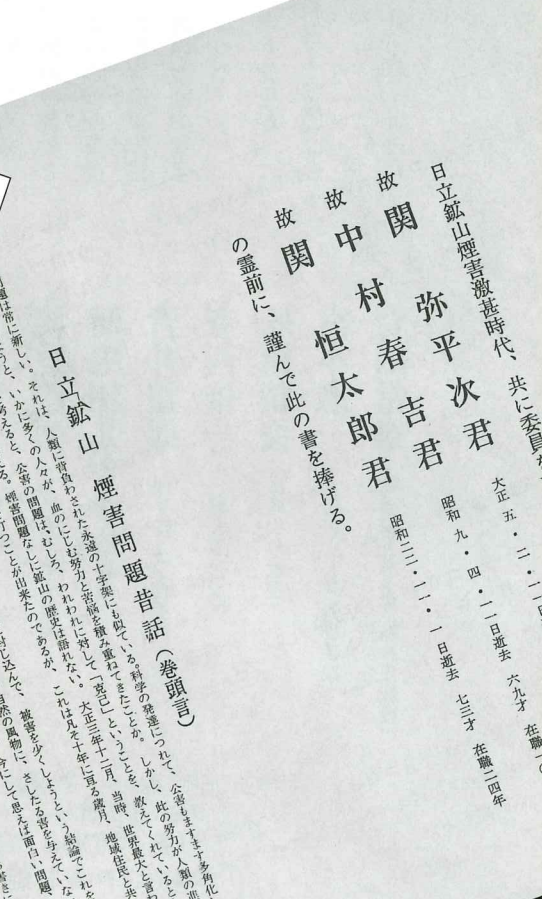 日立鉱山煙害激甚時代、共に委員を
故 関 弥平次君 大正五・二・一
故 中村春吉君 昭和九・四・一一日逝去 六九才 在職一
故 関 恒太郎君 昭和二二・一一・一日逝去 七三才 在職二四年
の霊前に、謹んで此の書を捧げる。
日立鉱山 煙害問題昔話(巻頭言)
題は常に新しい。それは、人類に背負わされた永遠の十字架にも似ている。科学の発達につれて、公害もますます多角化
ようと、いかに多くの人々が、血のにじむ努力と苦悩を積み重ねてきたことか。しかし、此の努力が人類の悲
考えると、公害の問題は、むしろ、われわれに対して「克己」ということを、教えてくれていると
煙害問題なしに鉱山の歴史は語れない。大正三年十二月、当時、世界最大と言わ
つことが出来たのであるが、これは凡そ十年に亘る歳月、地域住民と共
封じ込んで、被害を少くしようという結論でこれを
自然の風物に、さしたる害を与えていな
今にして思えば面白い問題、